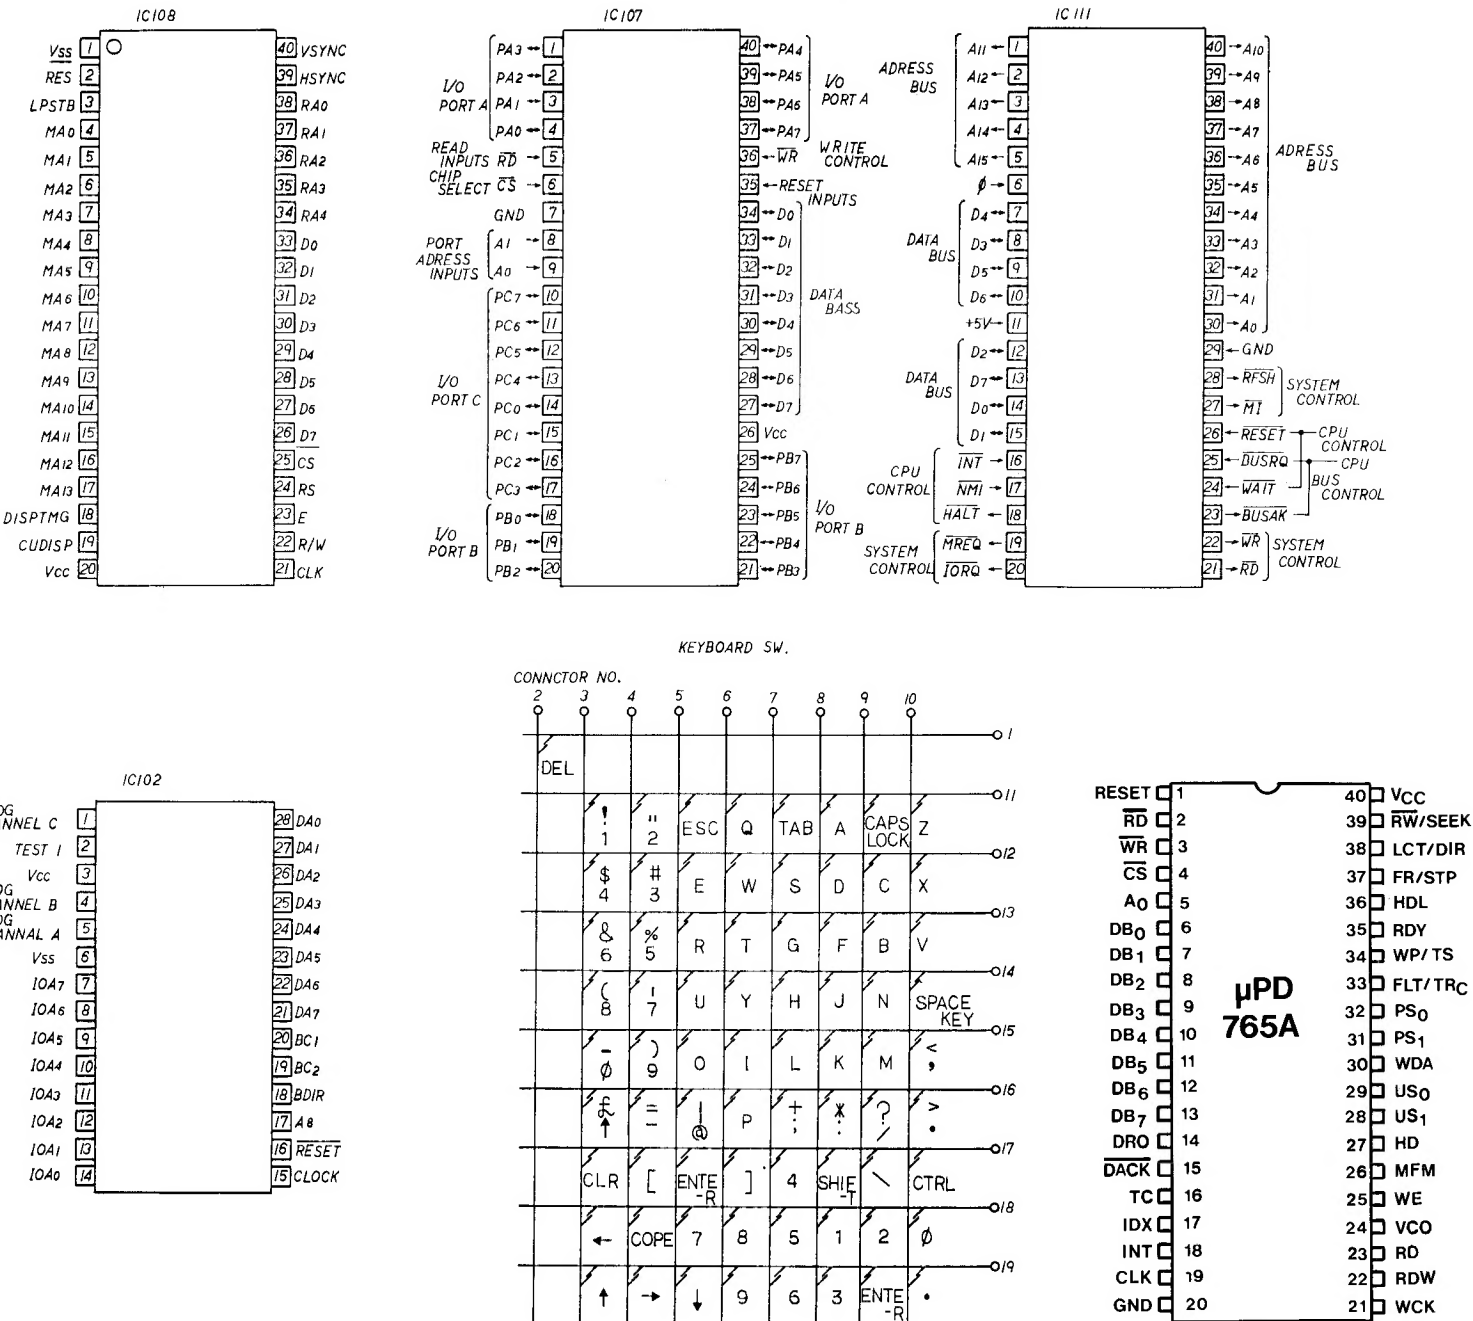 IC108
Vss 1 40 VSYNC
RES 2 39 HSYNC
LPSTB 3 38 RA0
MA0 4 37 RA1
MA1 5 36 RA2
MA2 6 35 RA3
MA3 7 34 RA4
MA4 8 33 D0
MA5 9 32 D1
MA6 10 31 D2
MA7 11 30 D3
MA8 12 29 D4
MA9 13 28 D5
MA10 14 27 D6
MA11 15 26 D7
MA12 16 25 CS
MA13 17 24 RS
DISPTMG 18 23 E
CUDISP 19 22 R/W
Vcc 20 21 CLK
IC107
I/O PORT A
PA3 ↔ 1 40 ↔ PA4
PA2 ↔ 2 39 ↔ PA5
PA1 ↔ 3 38 ↔ PA6
PA0 ↔ 4 37 ↔ PA7
I/O PORT A
READ INPUTS RD → 5 36 ← WR WRITE CONTROL
CHIP SELECT CS → 6 35 ← RESET INPUTS
GND 7 34 ↔ D0
PORT ADRESS INPUTS
A1 → 8 33 ↔ D1
A0 → 9 32 ↔ D2
PC7 ↔ 10 31 ↔ D3
DATA BASS
PC6 ↔ 11 30 ↔ D4
PC5 ↔ 12 29 ↔ D5
PC4 ↔ 13 28 ↔ D6
I/O PORT C
PC0 ↔ 14 27 ↔ D7
PC1 ↔ 15 26 Vcc
PC2 ↔ 16 25 ↔ PB7
PC3 ↔ 17 24 ↔ PB6
PB0 ↔ 18 23 ↔ PB5
I/O PORT B
PB1 ↔ 19 22 ↔ PB4
I/O PORT B
PB2 ↔ 20 21 ↔ PB3
IC111
ADRESS BUS
A11 ← 1 40 → A10
A12 ← 2 39 → A9
A13 ← 3 38 → A8
A14 ← 4 37 → A7
A15 ← 5 36 → A6
ADRESS BUS
φ → 6 35 → A5
D4 ↔ 7 34 → A4
DATA BUS
D3 ↔ 8 33 → A3
D5 ↔ 9 32 → A2
D6 ↔ 10 31 → A1
+5V 11 30 → A0
D2 ↔ 12 29 ← GND
DATA BUS
D7 ↔ 13 28 → RFSH
D0 ↔ 14 27 → M1
SYSTEM CONTROL
D1 ↔ 15 26 ← RESET CPU CONTROL
CPU CONTROL
INT → 16 25 ← BUSRQ CPU BUS CONTROL
NMI → 17 24 ← WAIT
HALT ← 18 23 → BUSAK
SYSTEM CONTROL
MREQ ← 19 22 → WR
IORQ ← 20 21 → RD
SYSTEM CONTROL
KEYBOARD SW.
CONNCTOR NO.
2 3 4 5 6 7 8 9 10
1
DEL
11
! 1 " 2 ESC Q TAB A CAPS LOCK Z
12
$ 4 # 3 E W S D C X
13
& 6 % 5 R T G F B V
14
( 8 ' 7 U Y H J N SPACE KEY
15
- ∅ ) 9 O I L K M < ,
16
£ ↑ = - | @ P + ; * : ? / > .
17
CLR [ ENTE-R ] 4 SHIF-T \ CTRL
18
← COPE 7 8 5 1 2 ∅
19
↑ → ↓ 9 6 3 ENTE-R .
IC102
OG
NNEL C 1 28 DA0
TEST 1 2 27 DA1
Vcc 3 26 DA2
OG
NNEL B 4 25 DA3
OG
ANNAL A 5 24 DA4
Vss 6 23 DA5
IOA7 7 22 DA6
IOA6 8 21 DA7
IOA5 9 20 BC1
IOA4 10 19 BC2
IOA3 11 18 BDIR
IOA2 12 17 A8
IOA1 13 16 RESET
IOA0 14 15 CLOCK
μPD
765A
RESET 1 40 VCC
RD 2 39 RW/SEEK
WR 3 38 LCT/DIR
CS 4 37 FR/STP
A0 5 36 HDL
DB0 6 35 RDY
DB1 7 34 WP/TS
DB2 8 33 FLT/TRC
DB3 9 32 PS0
DB4 10 31 PS1
DB5 11 30 WDA
DB6 12 29 US0
DB7 13 28 US1
DRO 14 27 HD
DACK 15 26 MFM
TC 16 25 WE
IDX 17 24 VCO
INT 18 23 RD
CLK 19 22 RDW
GND 20 21 WCK